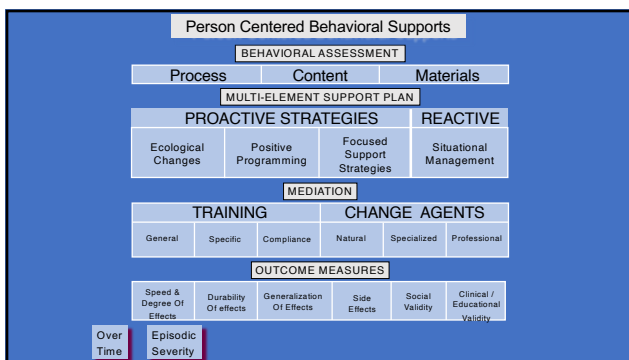 Person Centered Behavioral Supports
BEHAVIORAL ASSESSMENT
Process Content Materials
MULTI-ELEMENT SUPPORT PLAN
PROACTIVE STRATEGIES REACTIVE
Ecological
Changes
Positive
Programming
Focused
Support
Strategies
Situational
Management
MEDIATION
TRAINING CHANGE AGENTS
General Specific Compliance Natural Specialized Professional
OUTCOME MEASURES
Speed &
Degree Of
Effects
Durability
Of effects
Generalization
Of Effects
Side
Effects
Social
Validity
Clinical /
Educational
Validity
Over
Time
Episodic
Severity